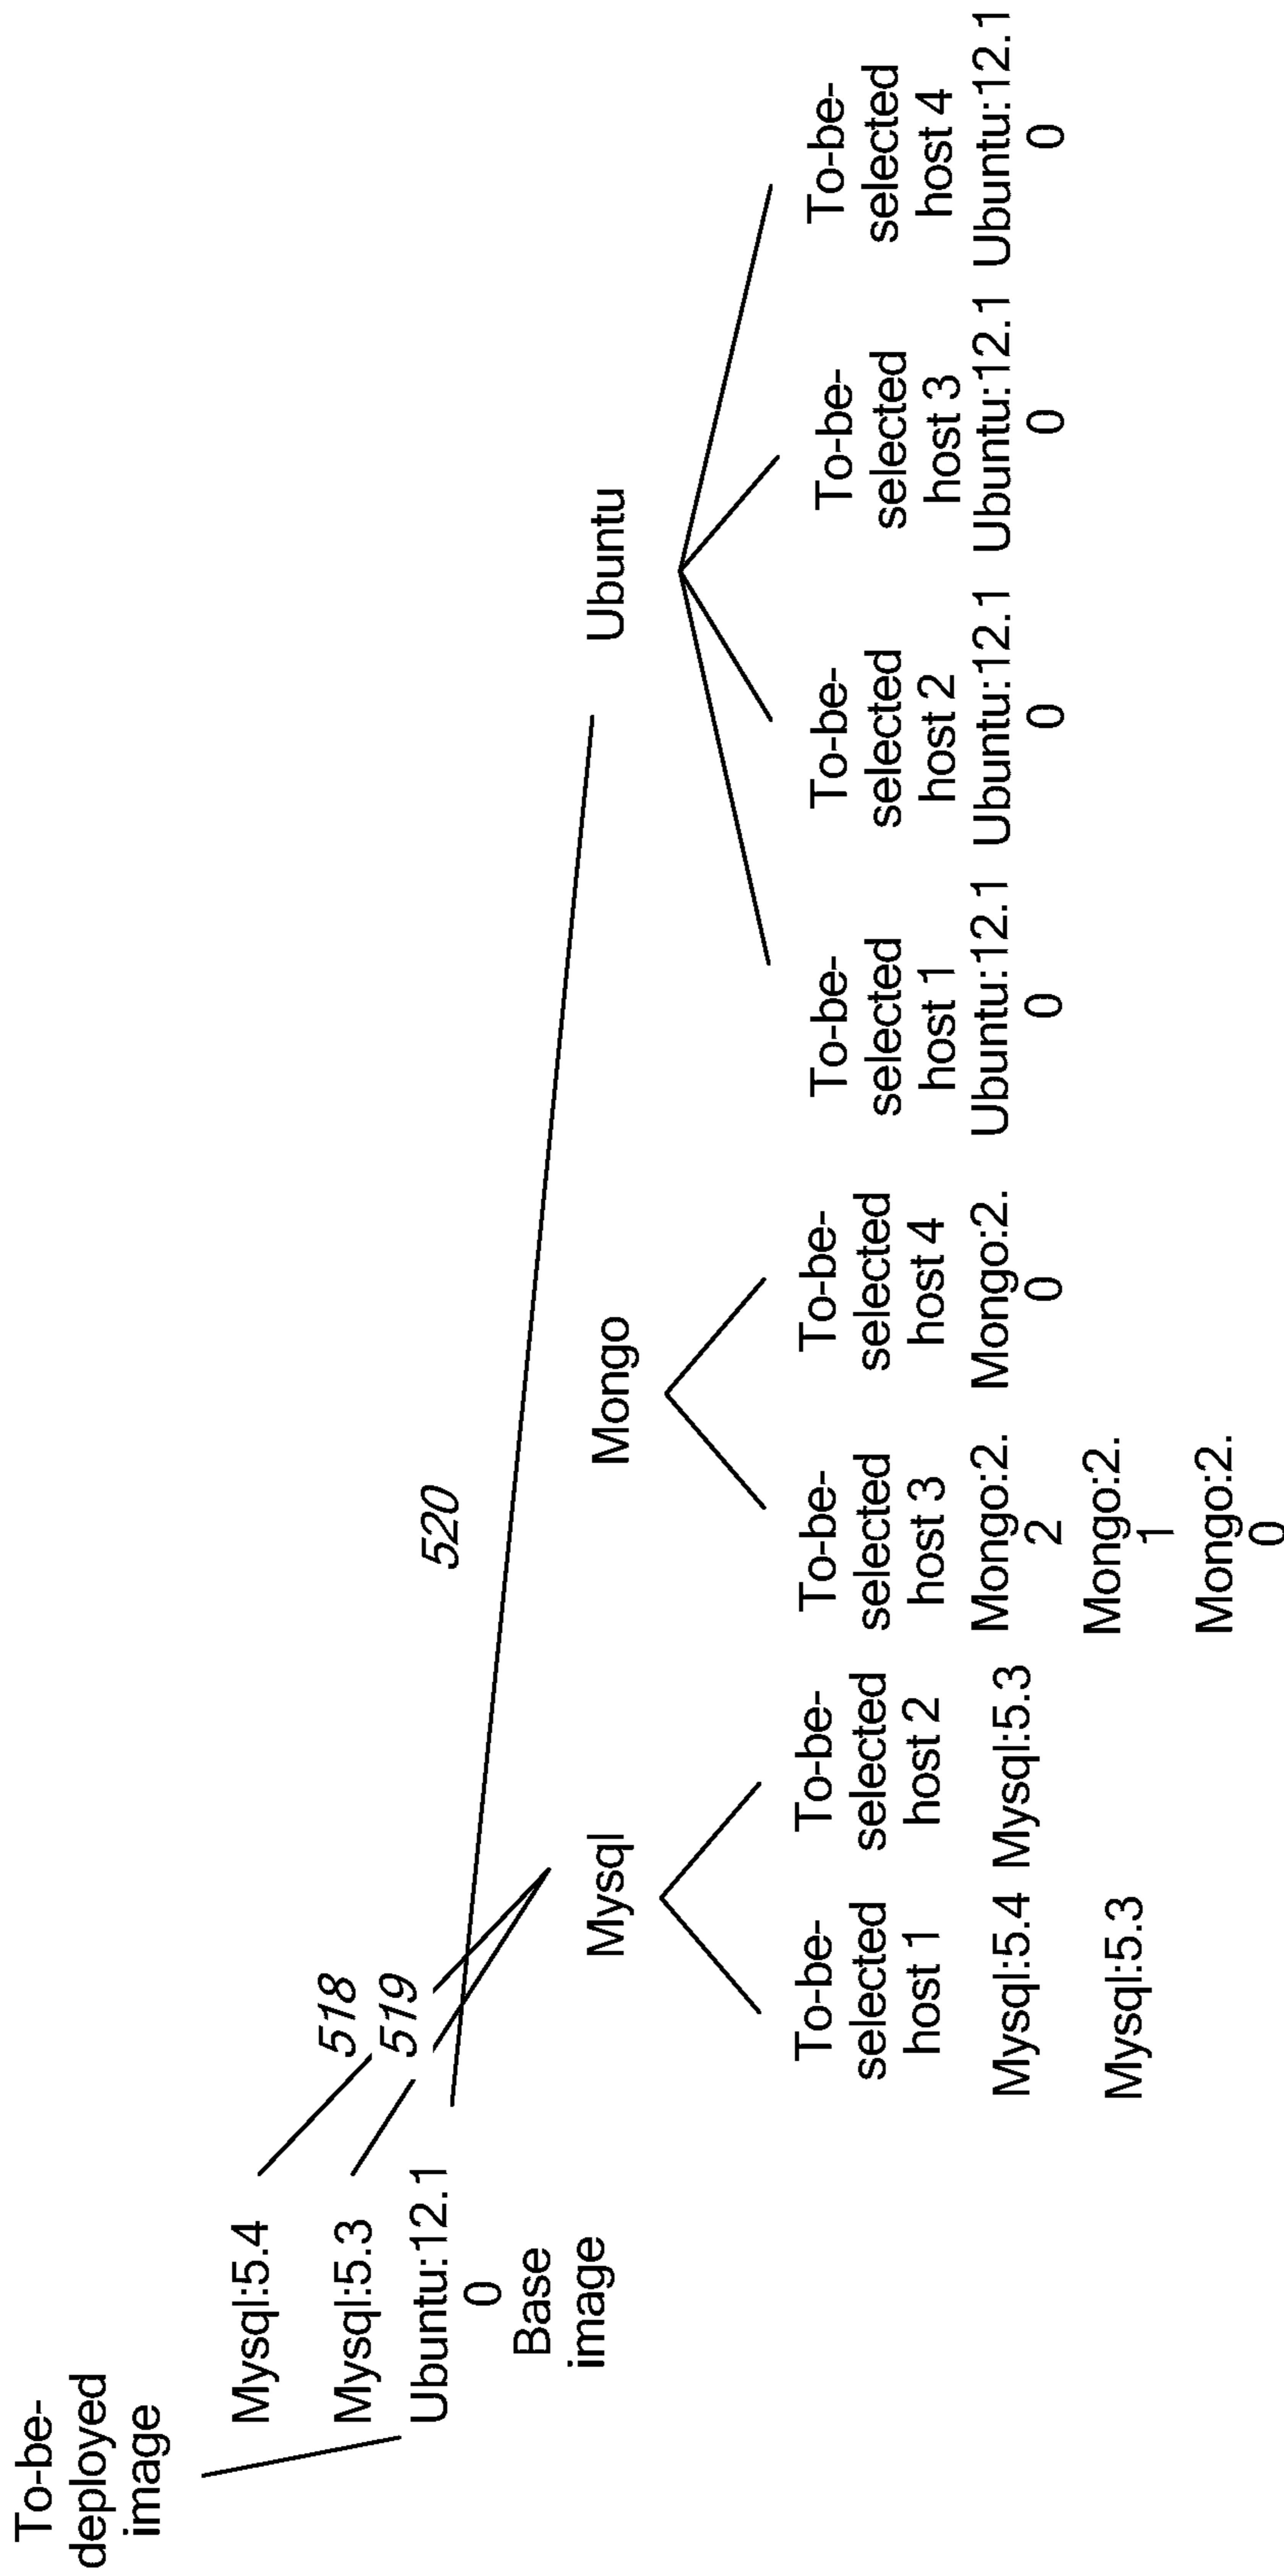 To-be-
deployed
image
Mysql:5.4
Mysql:5.3
Ubuntu:12.1
0
Base
image
518
519
520
Mysql
Mongo
Ubuntu
To-be-
selected
host 1
Mysql:5.4
Mysql:5.3
To-be-
selected
host 2
Mysql:5.3
To-be-
selected
host 3
Mongo:2.
2
Mongo:2.
1
Mongo:2.
0
To-be-
selected
host 4
Mongo:2.
0
To-be-
selected
host 1
Ubuntu:12.1
0
To-be-
selected
host 2
Ubuntu:12.1
0
To-be-
selected
host 3
Ubuntu:12.1
0
To-be-
selected
host 4
Ubuntu:12.1
0